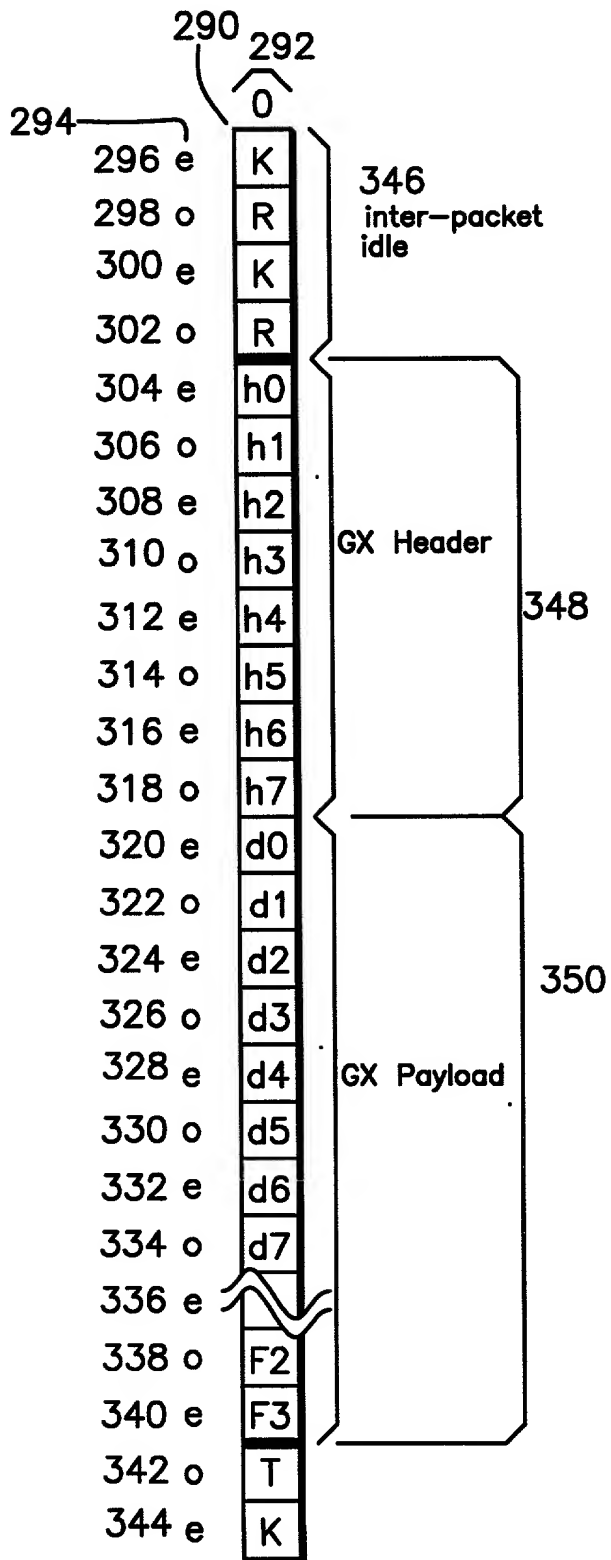 290 292
0
294
296 e K
298 o R
300 e K
302 o R
346
inter-packet
idle
304 e h0
306 o h1
308 e h2
310 o h3
312 e h4
314 o h5
316 e h6
318 o h7
GX Header
348
320 e d0
322 o d1
324 e d2
326 o d3
328 e d4
330 o d5
332 e d6
334 o d7
336 e
338 o F2
340 e F3
GX Payload
350
342 o T
344 e K